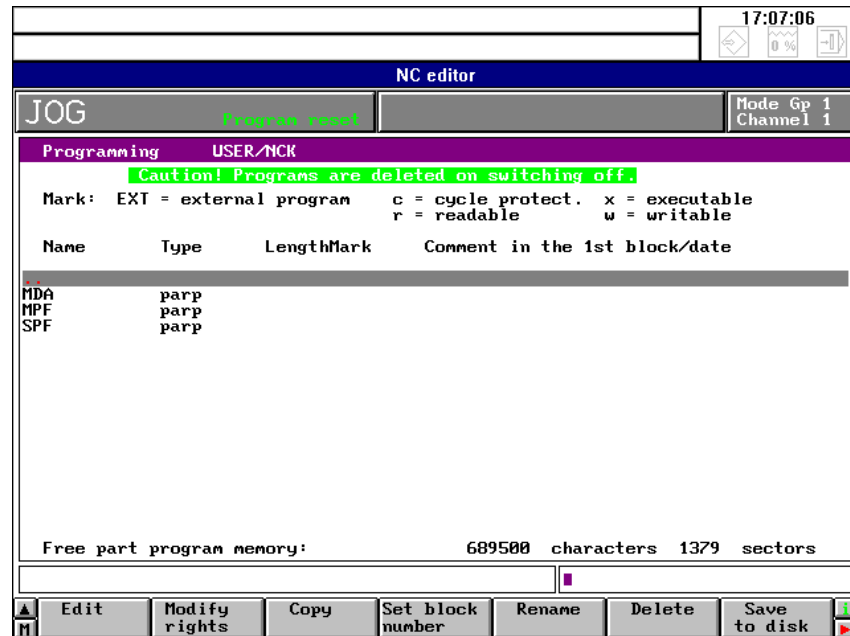 17:07:06
0 %
NC editor
JOG Program reset Mode Gp 1
Channel 1
Programming USER/NCK
Caution! Programs are deleted on switching off.
Mark: EXT = external program c = cycle protect. x = executable
r = readable w = writable
Name Type LengthMark Comment in the 1st block/date
..
MDA parp
MPF parp
SPF parp
Free part program memory: 689500 characters 1379 sectors
Edit Modify Copy Set block Rename Delete Save i
M rights number to disk